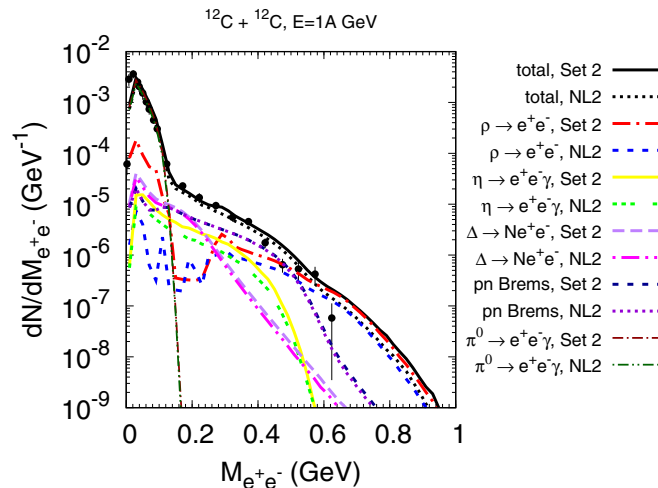 ¹²C + ¹²C, E=1A GeV
dN/dM_{e⁺e⁻} (GeV⁻¹)
10⁻²
10⁻³
10⁻⁴
10⁻⁵
10⁻⁶
10⁻⁷
10⁻⁸
10⁻⁹
0 0.2 0.4 0.6 0.8 1
M_{e⁺e⁻} (GeV)
total, Set 2
total, NL2
ρ → e⁺e⁻, Set 2
ρ → e⁺e⁻, NL2
η → e⁺e⁻γ, Set 2
η → e⁺e⁻γ, NL2
Δ → Ne⁺e⁻, Set 2
Δ → Ne⁺e⁻, NL2
pn Brems, Set 2
pn Brems, NL2
π⁰ → e⁺e⁻γ, Set 2
π⁰ → e⁺e⁻γ, NL2